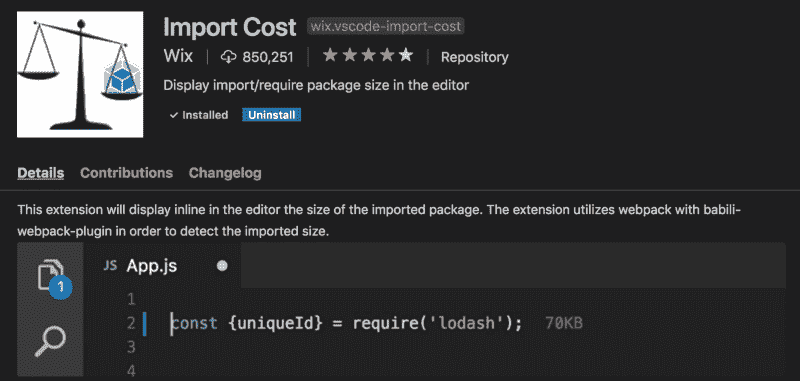 Import Cost wix.vscode-import-cost
Wix 850,251 Repository
Display import/require package size in the editor
✓ Installed Uninstall
Details Contributions Changelog
This extension will display inline in the editor the size of the imported package. The extension utilizes webpack with babili-
webpack-plugin in order to detect the imported size.
JS App.js
1
1
2 const {uniqueId} = require('lodash'); 70KB
3
4